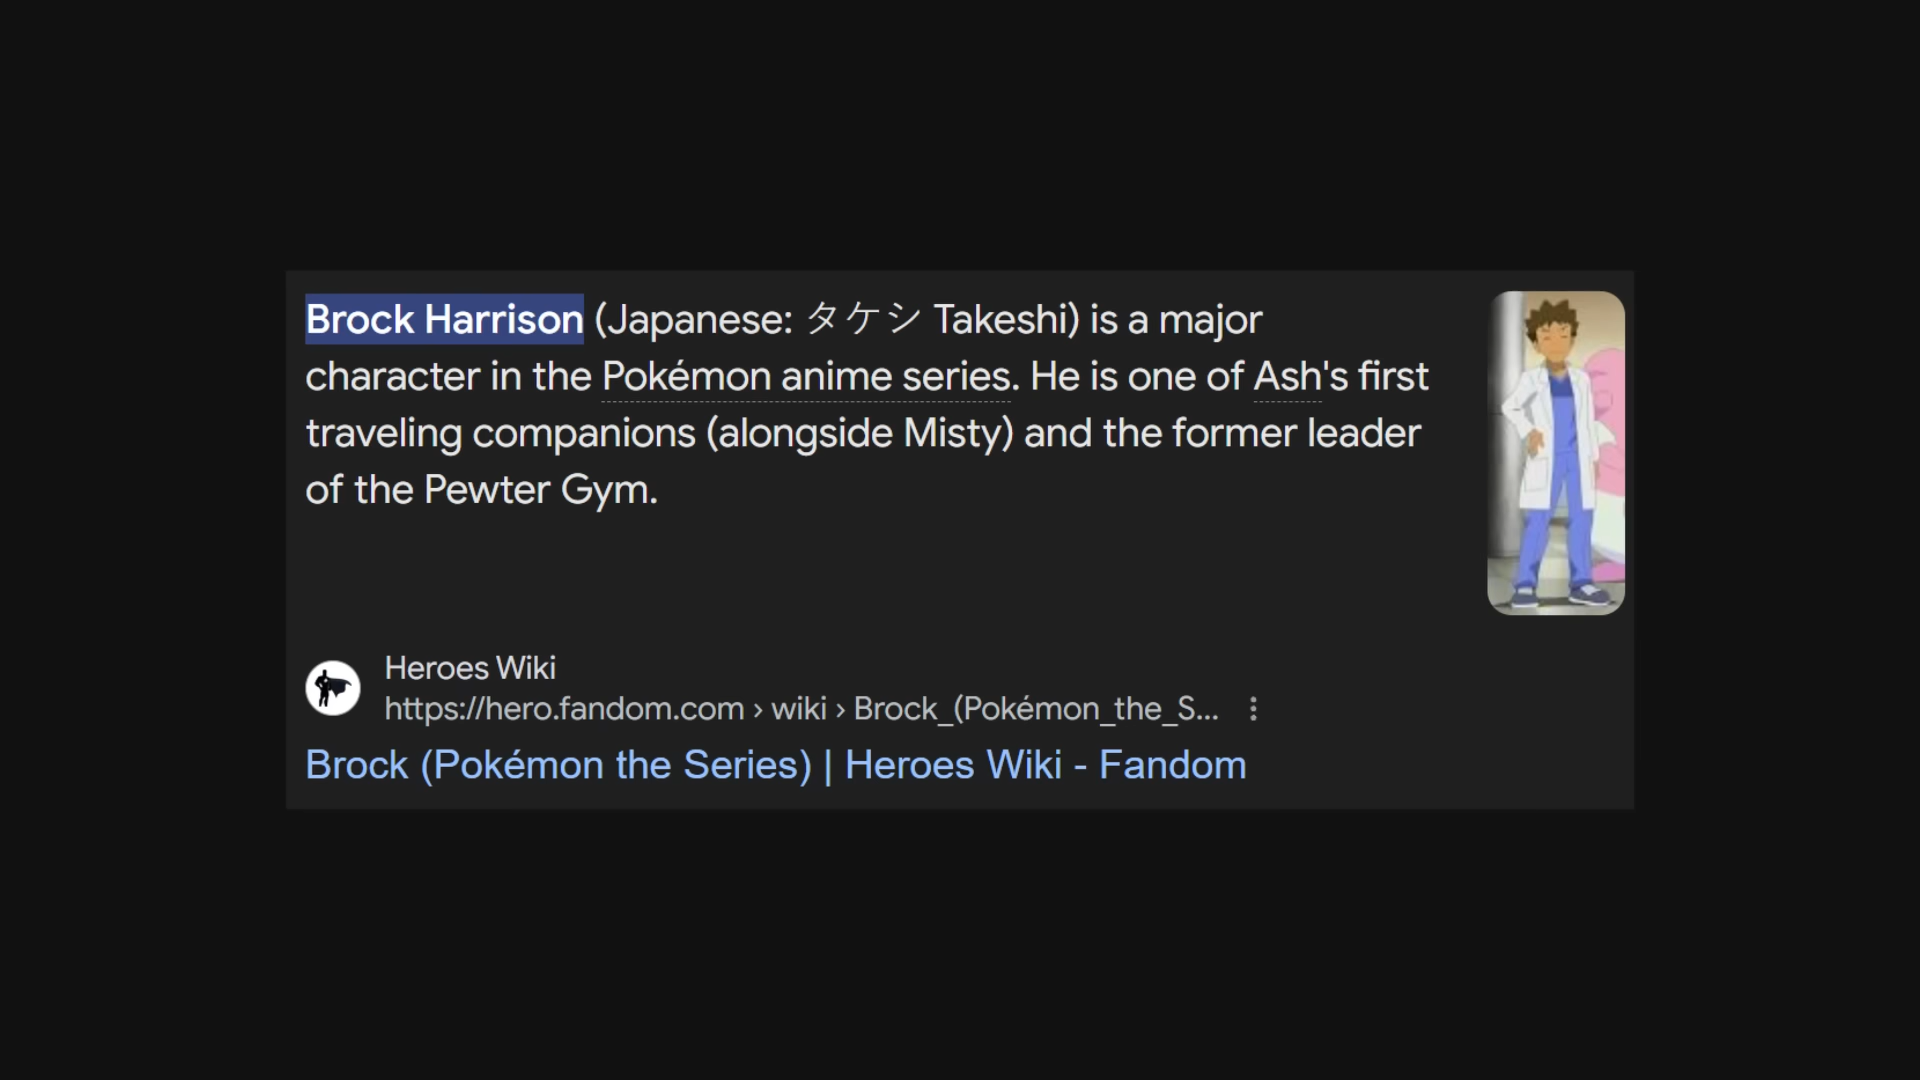 Brock Harrison (Japanese: タケシ Takeshi) is a major
character in the Pokémon anime series. He is one of Ash's first
traveling companions (alongside Misty) and the former leader
of the Pewter Gym.
Heroes Wiki
https://hero.fandom.com › wiki › Brock_(Pokémon_the_S...
Brock (Pokémon the Series) | Heroes Wiki - Fandom